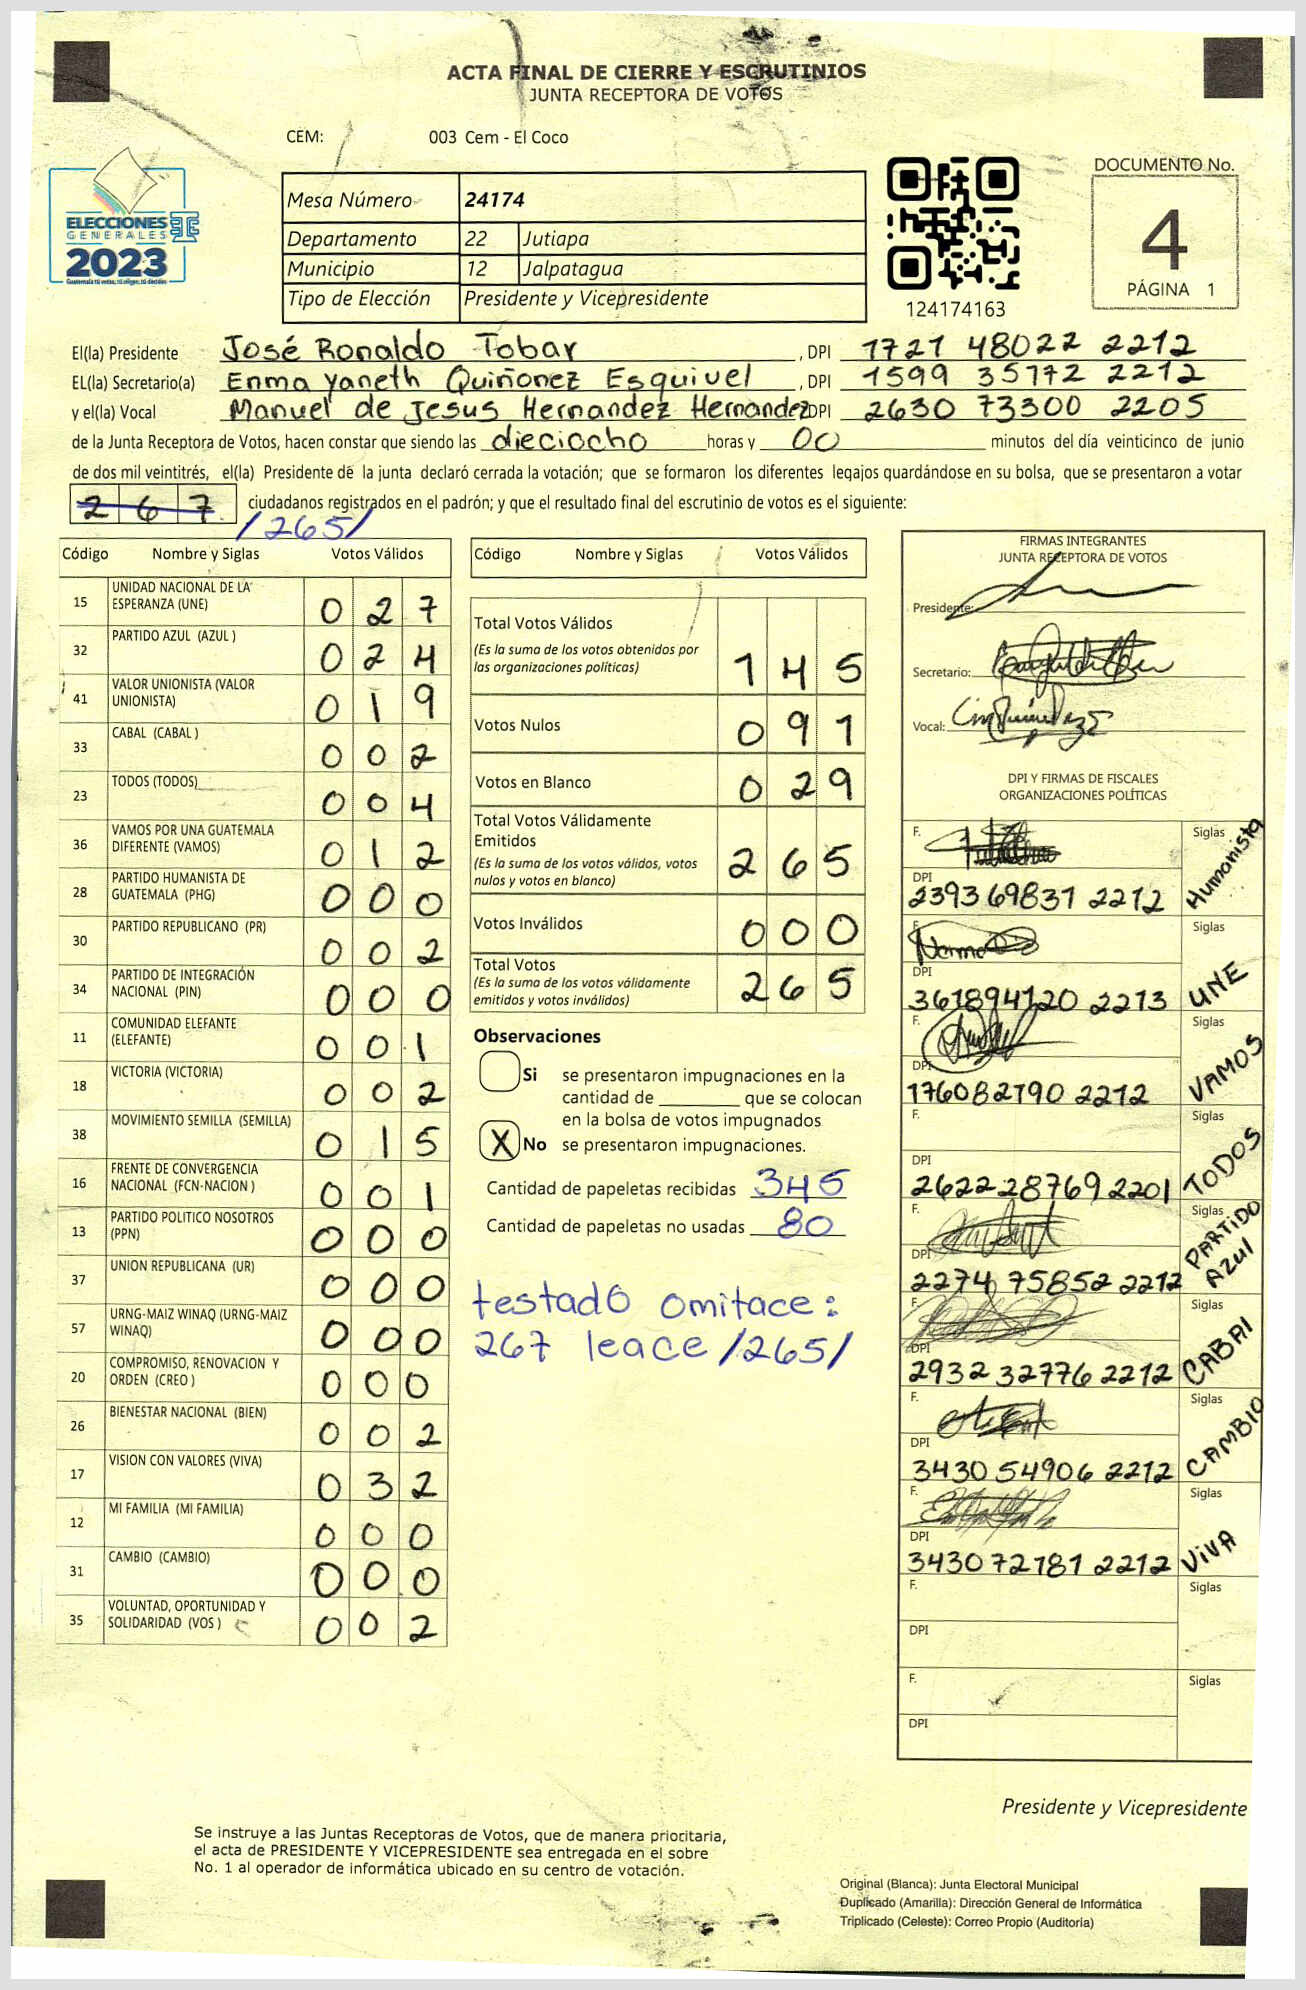 ACTA FINAL DE CIERRE Y ESCRUTINIOS
JUNTA RECEPTORA DE VOTOS
CEM: 003 Cem - El Coco
ELECCIONES
GENERALES
2023
Guatemala tú votas, tú eliges, tú decides
Mesa Número 24174
Departamento 22 Jutiapa
Municipio 12 Jalpatagua
Tipo de Elección Presidente y Vicepresidente
124174163
DOCUMENTO No.
4
PÁGINA 1
El(la) Presidente José Ronaldo Tobar , DPI 1721 48022 2212
EL(la) Secretario(a) Enma Yaneth Quiñonez Esquivel , DPI 1599 35172 2212
y el(la) Vocal Manuel de Jesus Hernandez Hernandez DPI 2630 73300 2205
de la Junta Receptora de Votos, hacen constar que siendo las dieciocho horas y 00 minutos del día veinticinco de junio
de dos mil veintitrés, el(la) Presidente de la junta declaró cerrada la votación; que se formaron los diferentes legajos guardándose en su bolsa, que se presentaron a votar
267 ciudadanos registrados en el padrón; y que el resultado final del escrutinio de votos es el siguiente:
/265/
Código Nombre y Siglas Votos Válidos
15 UNIDAD NACIONAL DE LA ESPERANZA (UNE) 0 2 7
32 PARTIDO AZUL (AZUL ) 0 2 4
41 VALOR UNIONISTA (VALOR UNIONISTA) 0 1 9
33 CABAL (CABAL ) 0 0 2
23 TODOS (TODOS) 0 0 4
36 VAMOS POR UNA GUATEMALA DIFERENTE (VAMOS) 0 1 2
28 PARTIDO HUMANISTA DE GUATEMALA (PHG) 0 0 0
30 PARTIDO REPUBLICANO (PR) 0 0 2
34 PARTIDO DE INTEGRACIÓN NACIONAL (PIN) 0 0 0
11 COMUNIDAD ELEFANTE (ELEFANTE) 0 0 1
18 VICTORIA (VICTORIA) 0 0 2
38 MOVIMIENTO SEMILLA (SEMILLA) 0 1 5
16 FRENTE DE CONVERGENCIA NACIONAL (FCN-NACION ) 0 0 1
13 PARTIDO POLITICO NOSOTROS (PPN) 0 0 0
37 UNION REPUBLICANA (UR) 0 0 0
57 URNG-MAIZ WINAQ (URNG-MAIZ WINAQ) 0 0 0
20 COMPROMISO, RENOVACION Y ORDEN (CREO ) 0 0 0
26 BIENESTAR NACIONAL (BIEN) 0 0 2
17 VISION CON VALORES (VIVA) 0 3 2
12 MI FAMILIA (MI FAMILIA) 0 0 0
31 CAMBIO (CAMBIO) 0 0 0
35 VOLUNTAD, OPORTUNIDAD Y SOLIDARIDAD (VOS ) 0 0 2
Código Nombre y Siglas Votos Válidos
Total Votos Válidos
(Es la suma de los votos obtenidos por
las organizaciones políticas) 1 4 5
Votos Nulos 0 9 1
Votos en Blanco 0 2 9
Total Votos Válidamente
Emitidos
(Es la suma de los votos válidos, votos
nulos y votos en blanco) 2 6 5
Votos Inválidos 0 0 0
Total Votos
(Es la suma de los votos válidamente
emitidos y votos inválidos) 2 6 5
Observaciones
Si se presentaron impugnaciones en la
cantidad de ________ que se colocan
en la bolsa de votos impugnados
X No se presentaron impugnaciones.
Cantidad de papeletas recibidas 345
Cantidad de papeletas no usadas 80
testadó omitace:
267 leace /265/
FIRMAS INTEGRANTES
JUNTA RECEPTORA DE VOTOS
Presidente:
Secretario:
Vocal:
DPI Y FIRMAS DE FISCALES
ORGANIZACIONES POLÍTICAS
F. Siglas Humanista
DPI
2393 69831 2212
F. Siglas UNE
DPI
361894120 2213
F. Siglas VAMOS
DPI
176082190 2212
F. Siglas TODOS
DPI
2622 28769 2201
F. Siglas PARTIDO AZUl
DPI
2274 75852 2212
F. Siglas CABAl
DPI
2932 32776 2212
F. Siglas CAMBIO
DPI
3430 54906 2212
F. Siglas ViVA
DPI
3430 72181 2212
F. Siglas
DPI
F. Siglas
DPI
Presidente y Vicepresidente
Se instruye a las Juntas Receptoras de Votos, que de manera prioritaria,
el acta de PRESIDENTE Y VICEPRESIDENTE sea entregada en el sobre
No. 1 al operador de informática ubicado en su centro de votación.
Original (Blanca): Junta Electoral Municipal
Duplicado (Amarilla): Dirección General de Informática
Triplicado (Celeste): Correo Propio (Auditoría)